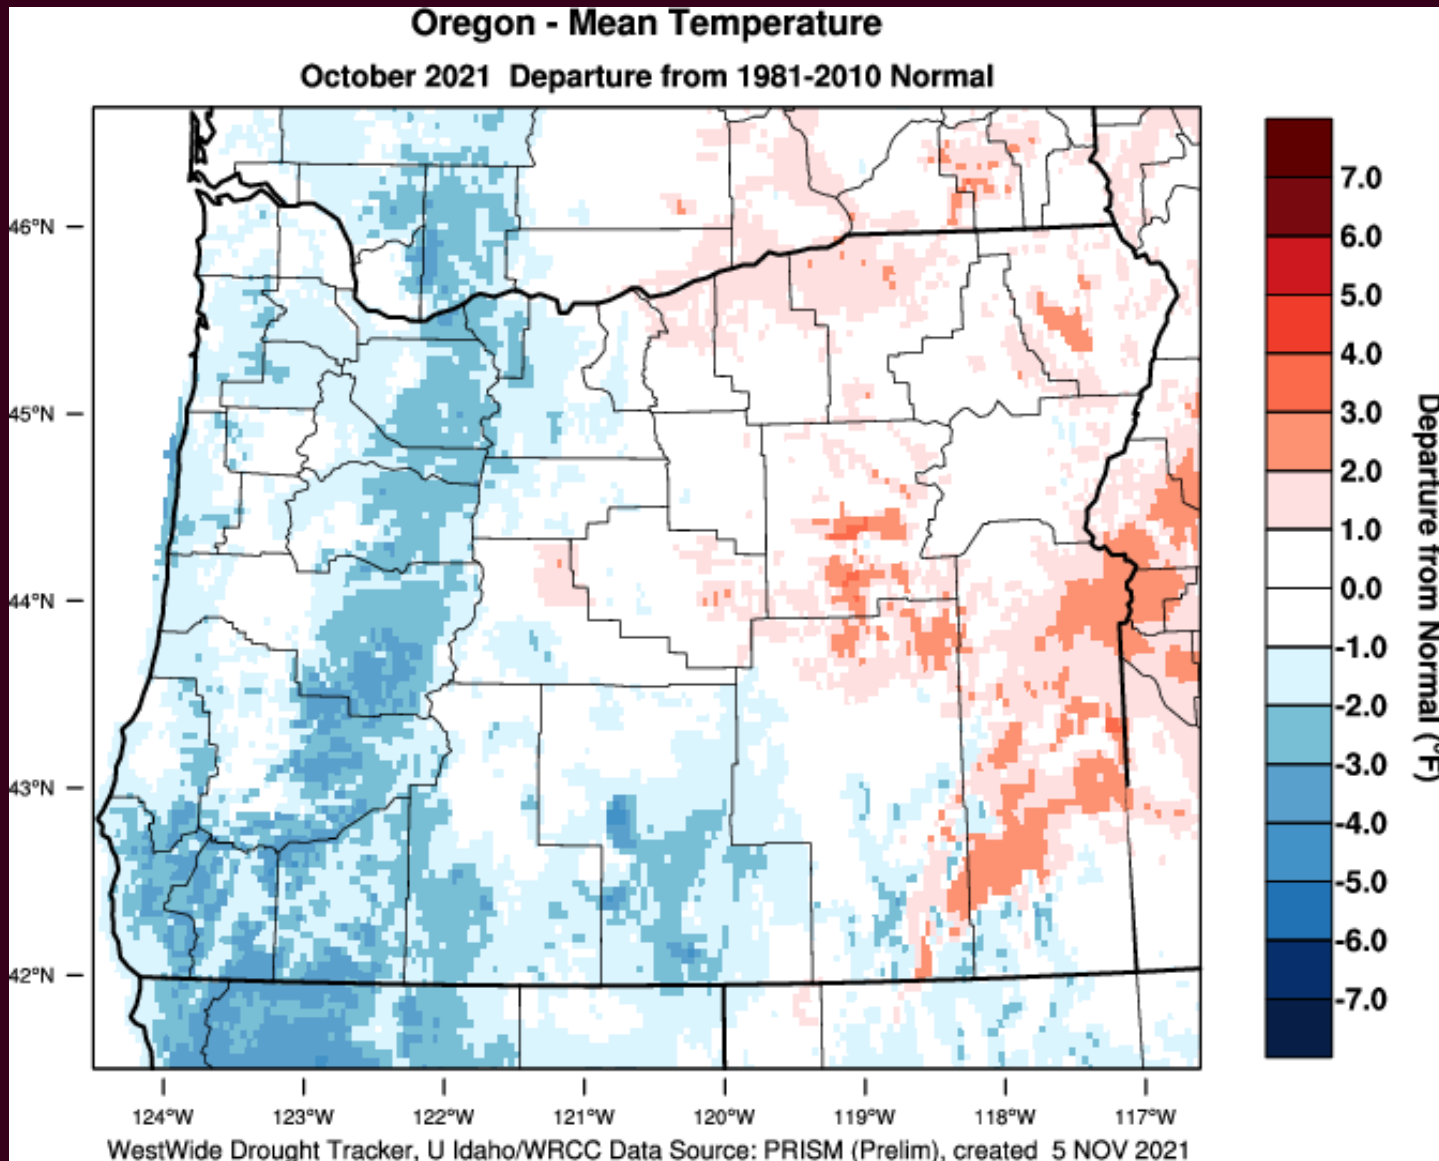 Oregon - Mean Temperature
October 2021 Departure from 1981-2010 Normal
46°N
45°N
44°N
43°N
42°N
124°W 123°W 122°W 121°W 120°W 119°W 118°W 117°W
7.0
6.0
5.0
4.0
3.0
2.0
1.0
0.0
-1.0
-2.0
-3.0
-4.0
-5.0
-6.0
-7.0
Departure from Normal (°F)
WestWide Drought Tracker, U Idaho/WRCC Data Source: PRISM (Prelim), created 5 NOV 2021